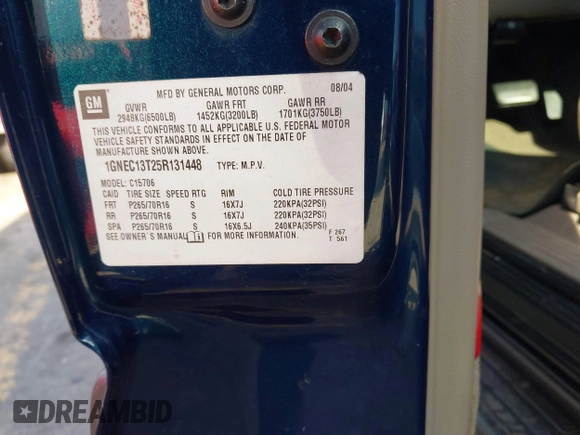 MFD BY GENERAL MOTORS CORP. 08/04
GM
GVWR GAWR FRT GAWR RR
2948KG(6500LB) 1452KG(3200LB) 1701KG(3750LB)
THIS VEHICLE CONFORMS TO ALL APPLICABLE U.S. FEDERAL MOTOR
VEHICLE SAFETY STANDARDS IN EFFECT ON THE DATE OF
MANUFACTURE SHOWN ABOVE.
1GNEC13T25R131448 TYPE: M.P.V.
MODEL: C15706
CAID TIRE SIZE SPEED RTG RIM COLD TIRE PRESSURE
FRT P265/70R16 S 16X7J 220KPA(32PSI)
RR P265/70R16 S 16X7J 220KPA(32PSI)
SPA P265/70R16 S 16X6.5J 240KPA(35PSI)
SEE OWNER'S MANUAL FOR MORE INFORMATION.
F 267
T 561
DREAMBID